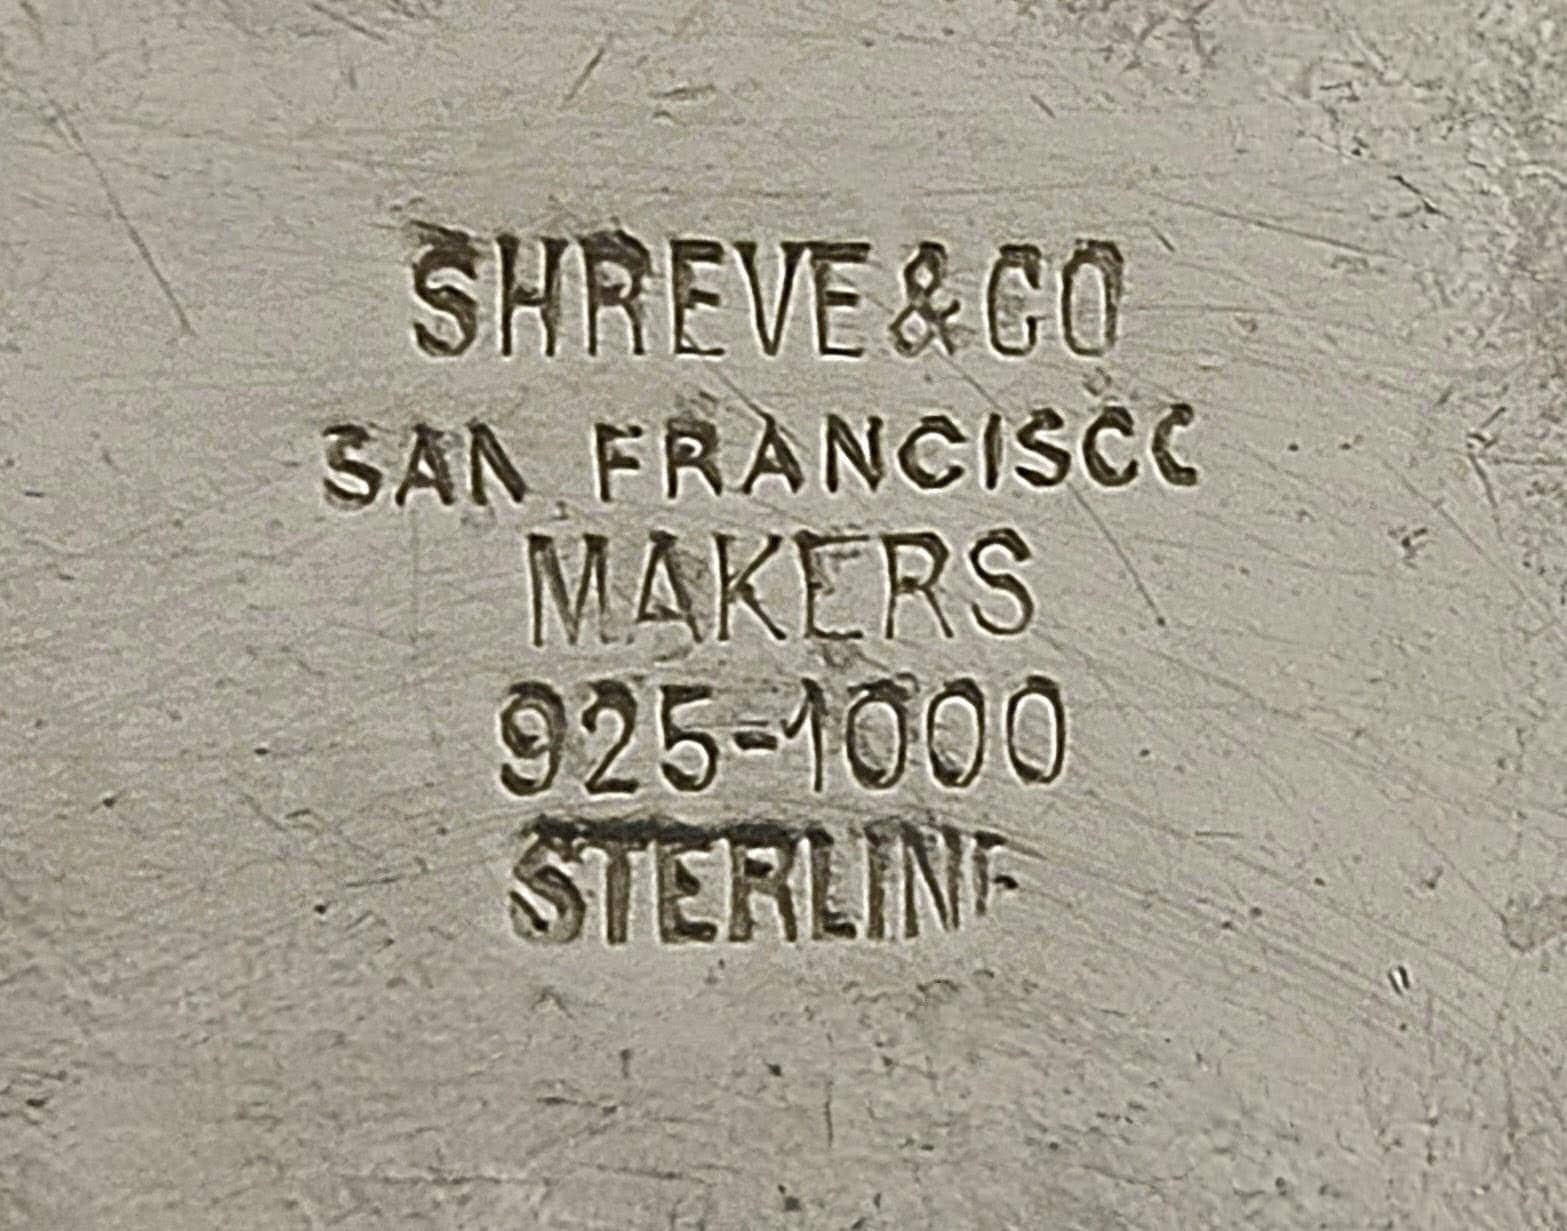 SHREVE & CO
SAN FRANCISCO
MAKERS
925-1000
STERLING